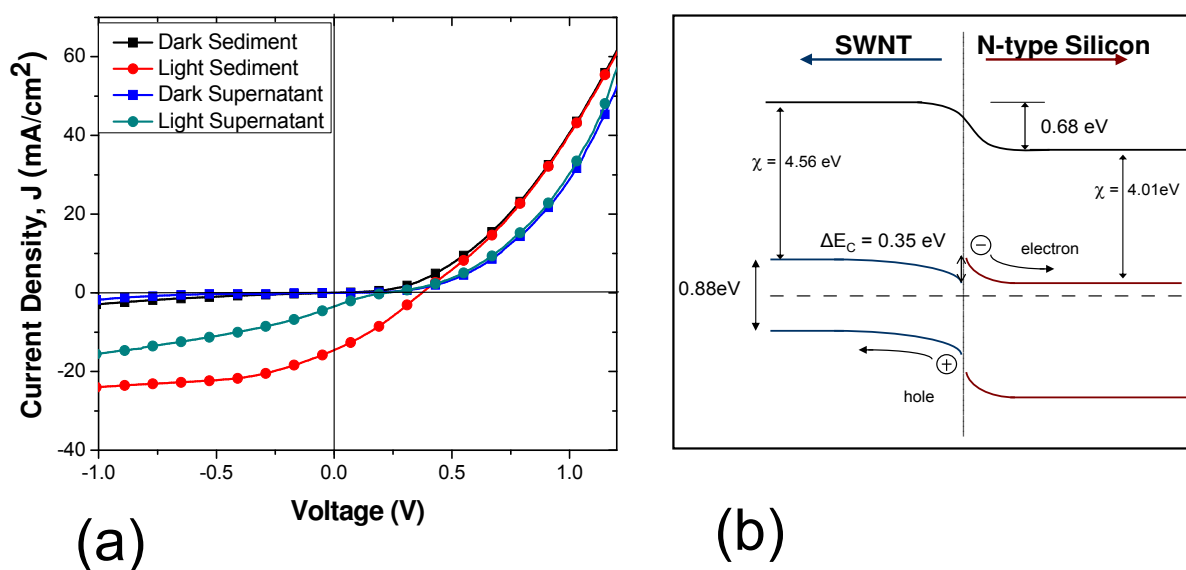 Dark Sediment
Light Sediment
Dark Supernatant
Light Supernatant
Current Density, J (mA/cm²)
60
40
20
0
-20
-40
0
-1.0
-0.5
0.0
0.5
1.0
Voltage (V)
(a)
SWNT
N-type Silicon
0.68 eV
χ = 4.56 eV
χ = 4.01eV
ΔE_C = 0.35 eV
−
electron
0.88eV
+
hole
(b)